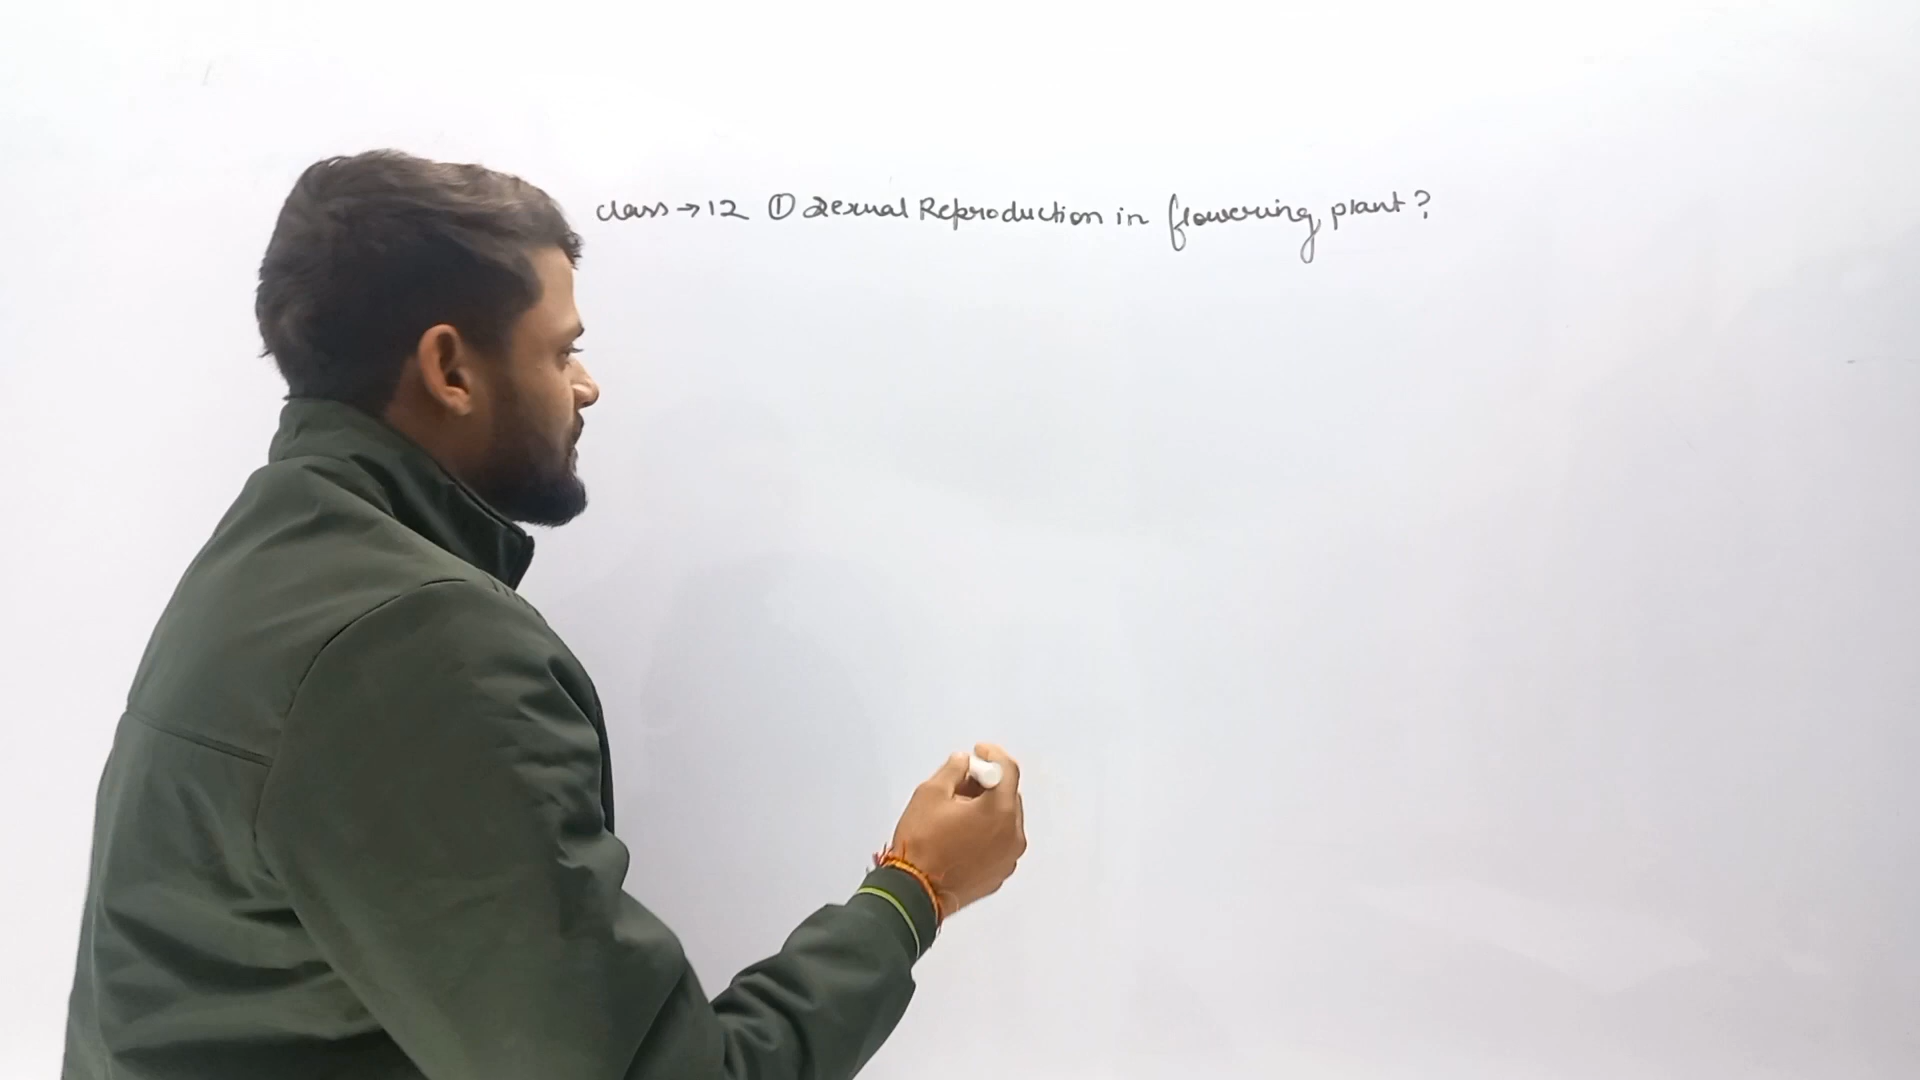 class → 12 ① Sexual Reproduction in flowering plant?